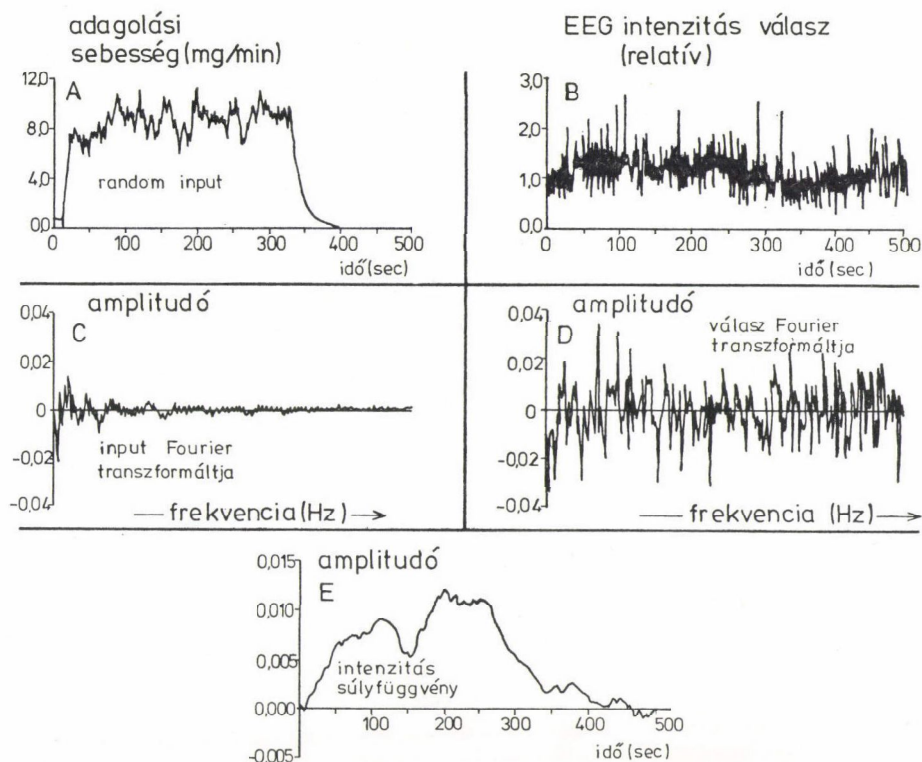 adagolási
sebesség (mg/min)
12,0
8,0
4,0
0,0
A
random input
0
100
200
300
400
500
idő (sec)
EEG intenzitás válasz
(relatív)
3,0
2,0
1,0
0,0
B
0
100
200
300
400
500
idő (sec)
amplitudó
0,04
0,02
0
-0,02
-0,04
C
input Fourier
transzformáltja
frekvencia (Hz)
amplitudó
0,04
0,02
0
-0,02
-0,04
D
válasz Fourier
transzformáltja
frekvencia (Hz)
amplitudó
0,015
0,010
0,005
0,000
-0,005
E
intenzitás
súlyfüggvény
100
200
300
400
500
idő (sec)